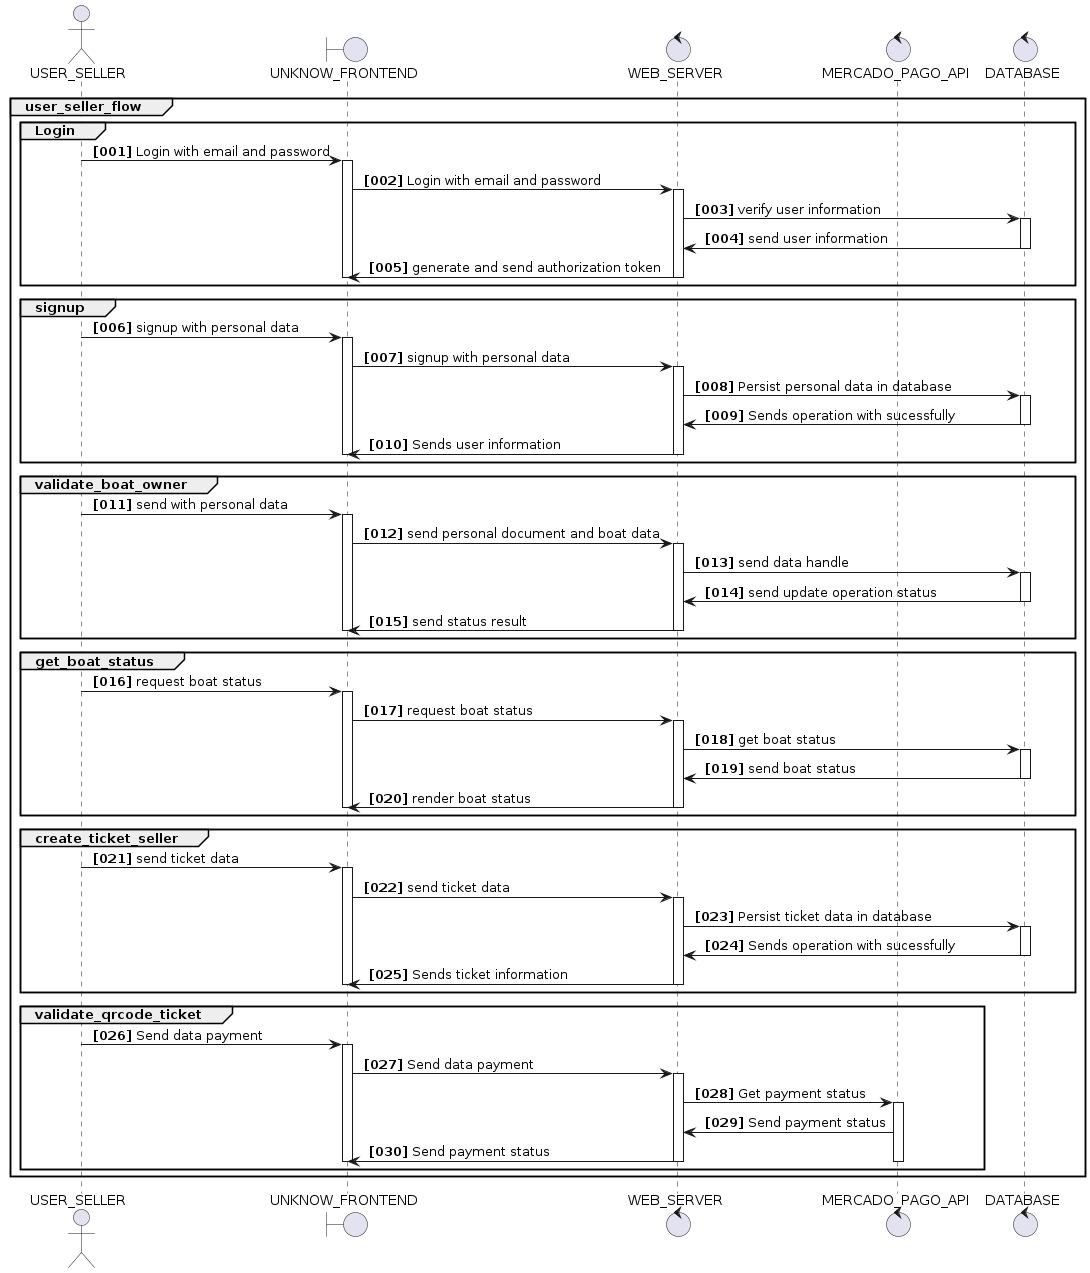 USER_SELLER UNKNOW_FRONTEND WEB_SERVER MERCADO_PAGO_API DATABASE
user_seller_flow
Login
[001] Login with email and password
[002] Login with email and password
[003] verify user information
[004] send user information
[005] generate and send authorization token
signup
[006] signup with personal data
[007] signup with personal data
[008] Persist personal data in database
[009] Sends operation with sucessfully
[010] Sends user information
validate_boat_owner
[011] send with personal data
[012] send personal document and boat data
[013] send data handle
[014] send update operation status
[015] send status result
get_boat_status
[016] request boat status
[017] request boat status
[018] get boat status
[019] send boat status
[020] render boat status
create_ticket_seller
[021] send ticket data
[022] send ticket data
[023] Persist ticket data in database
[024] Sends operation with sucessfully
[025] Sends ticket information
validate_qrcode_ticket
[026] Send data payment
[027] Send data payment
[028] Get payment status
[029] Send payment status
[030] Send payment status
USER_SELLER UNKNOW_FRONTEND WEB_SERVER MERCADO_PAGO_API DATABASE